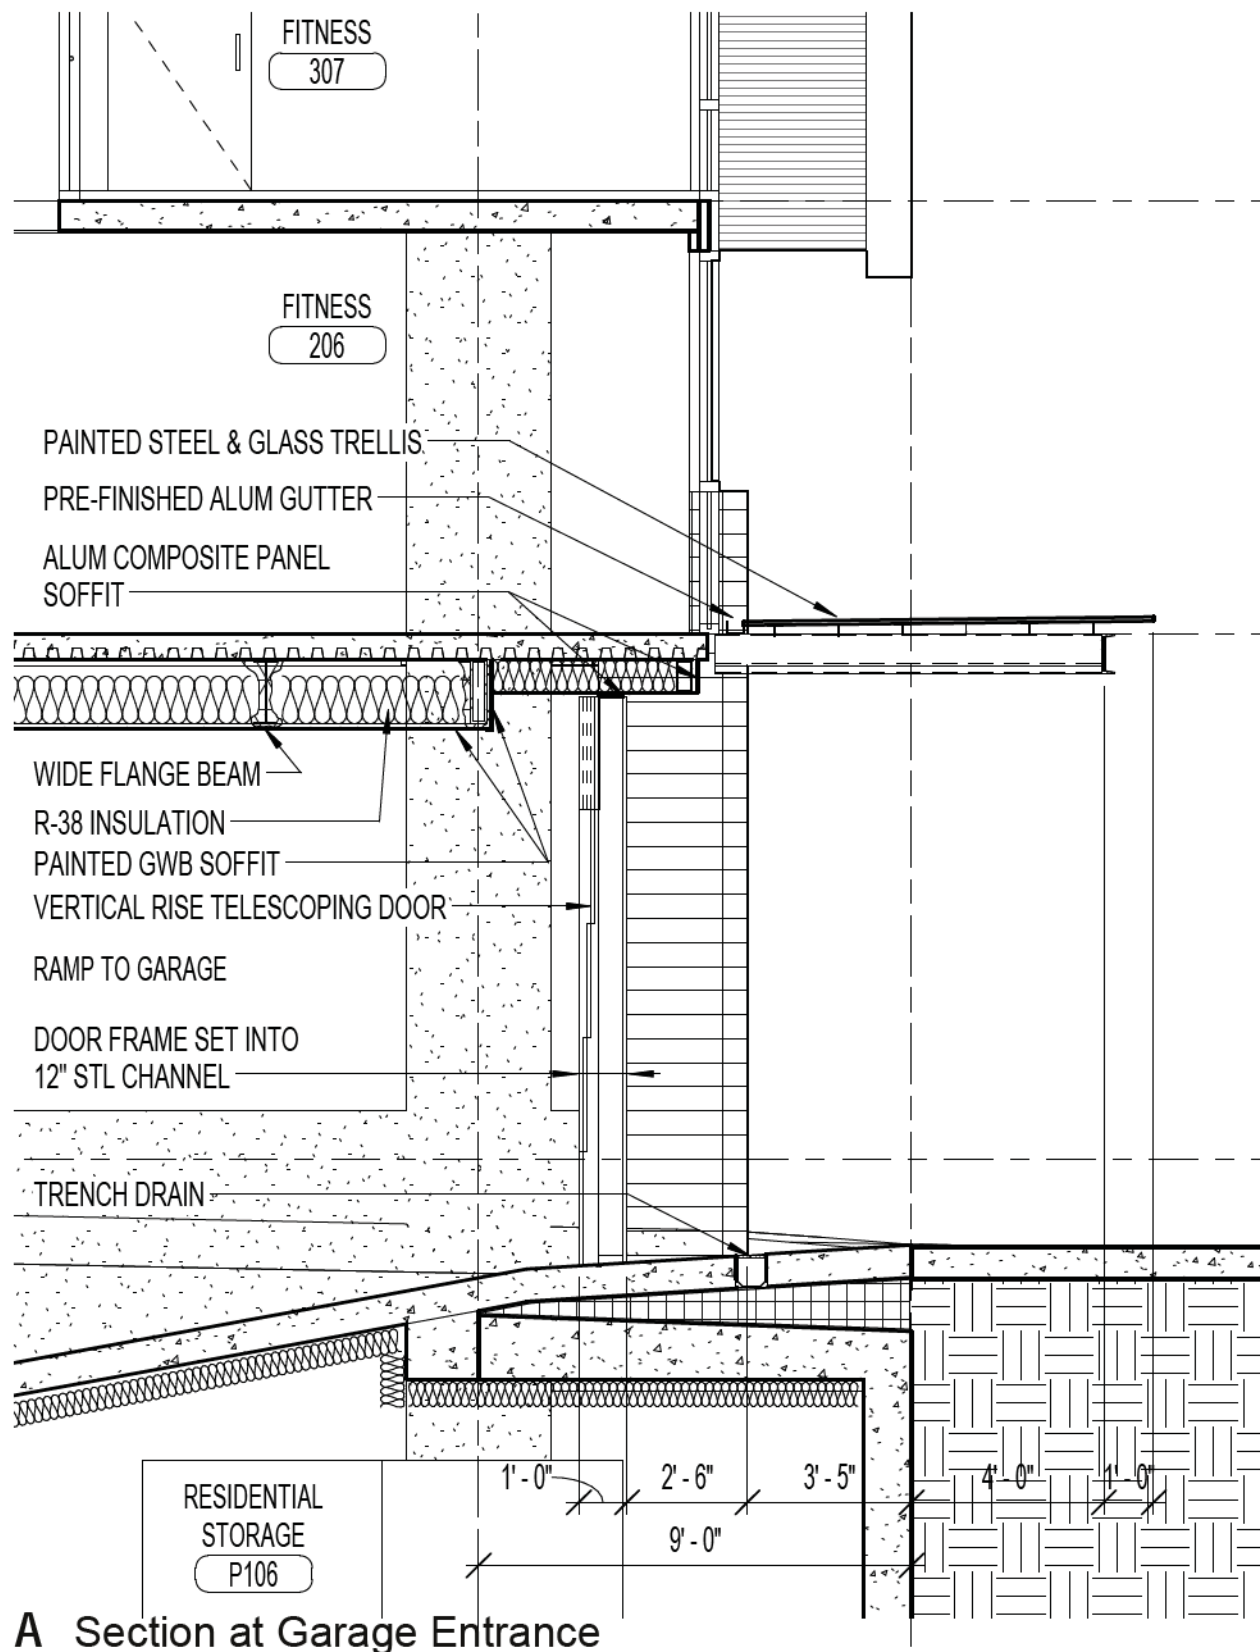 FITNESS
307
FITNESS
206
PAINTED STEEL & GLASS TRELLIS
PRE-FINISHED ALUM GUTTER
ALUM COMPOSITE PANEL
SOFFIT
WIDE FLANGE BEAM
R-38 INSULATION
PAINTED GWB SOFFIT
VERTICAL RISE TELESCOPING DOOR
RAMP TO GARAGE
DOOR FRAME SET INTO
12" STL CHANNEL
TRENCH DRAIN
1' - 0" 2' - 6" 3' - 5" 4' - 0" 1' - 0"
9' - 0"
RESIDENTIAL
STORAGE
P106
A Section at Garage Entrance